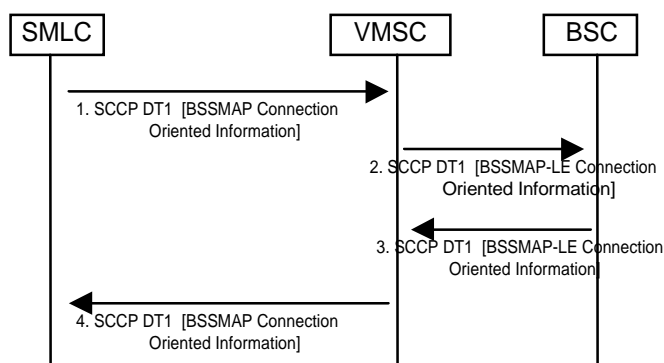 SMLC
VMSC
BSC
1. SCCP DT1 [BSSMAP Connection
Oriented Information]
2. SCCP DT1 [BSSMAP-LE Connection
Oriented Information]
3. SCCP DT1 [BSSMAP-LE Connection
Oriented Information]
4. SCCP DT1 [BSSMAP Connection
Oriented Information]